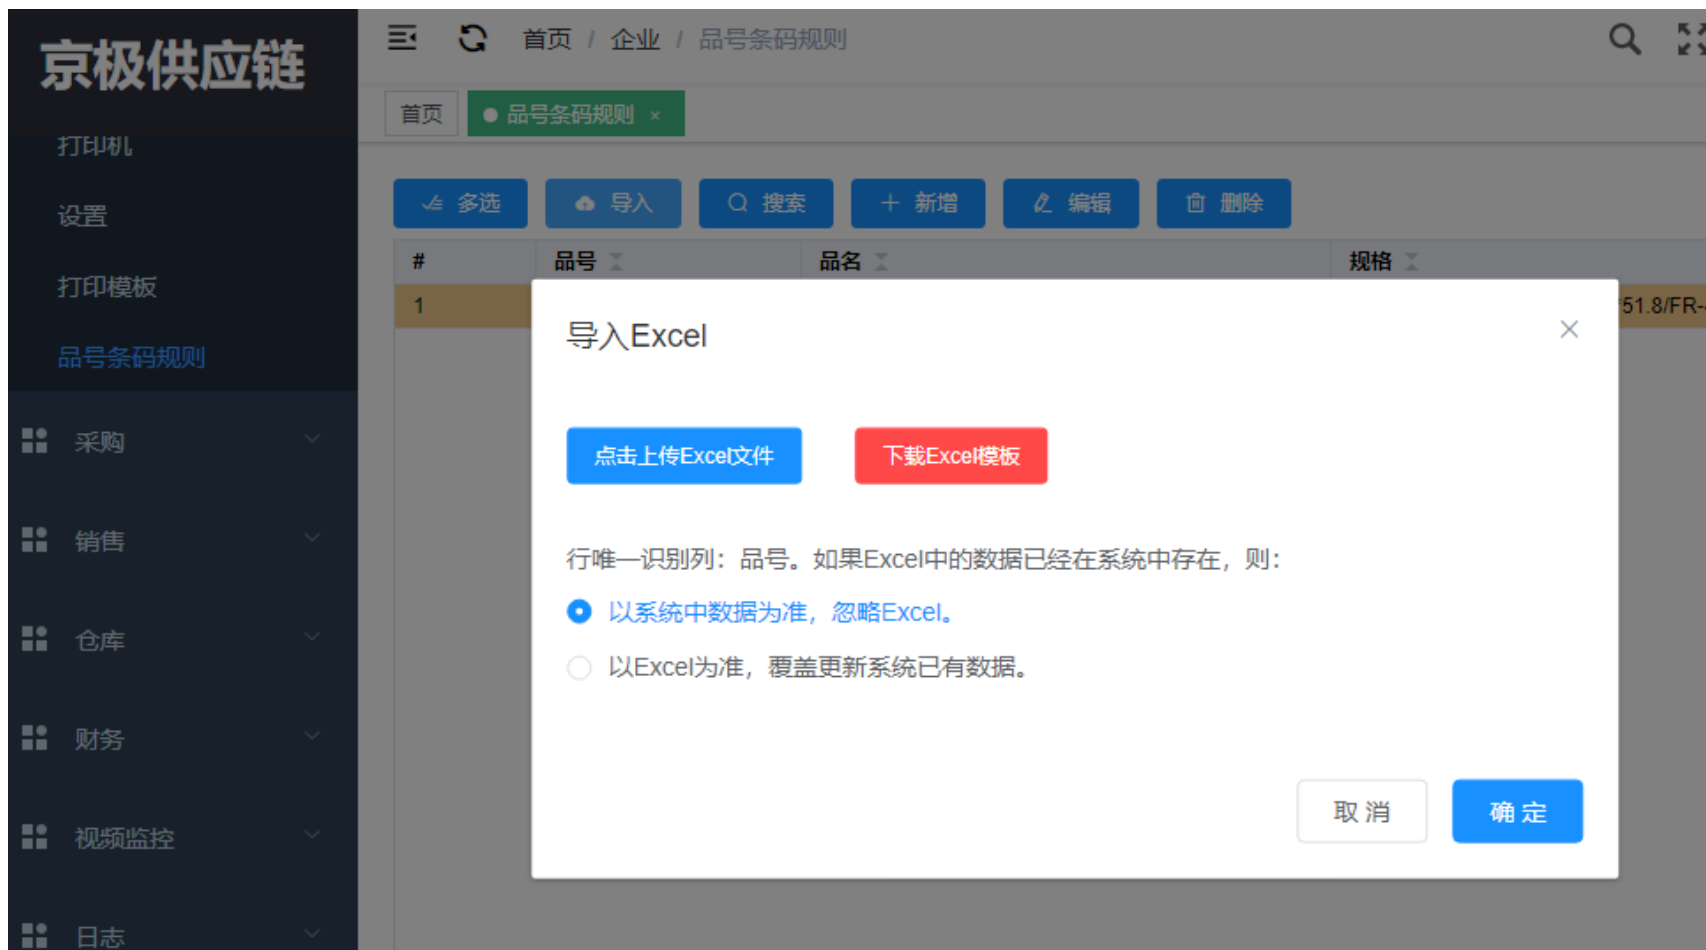 京极供应链
首页 / 企业 / 品号条码规则
首页 品号条码规则 ×
打印机
设置
打印模板
品号条码规则
采购
销售
仓库
财务
视频监控
日志
多选 导入 搜索 新增 编辑 删除
# 品号 品名 规格
1 51.8/FR-
导入Excel
点击上传Excel文件 下载Excel模板
行唯一识别列：品号。如果Excel中的数据已经在系统中存在，则：
以系统中数据为准，忽略Excel。
以Excel为准，覆盖更新系统已有数据。
取 消 确 定